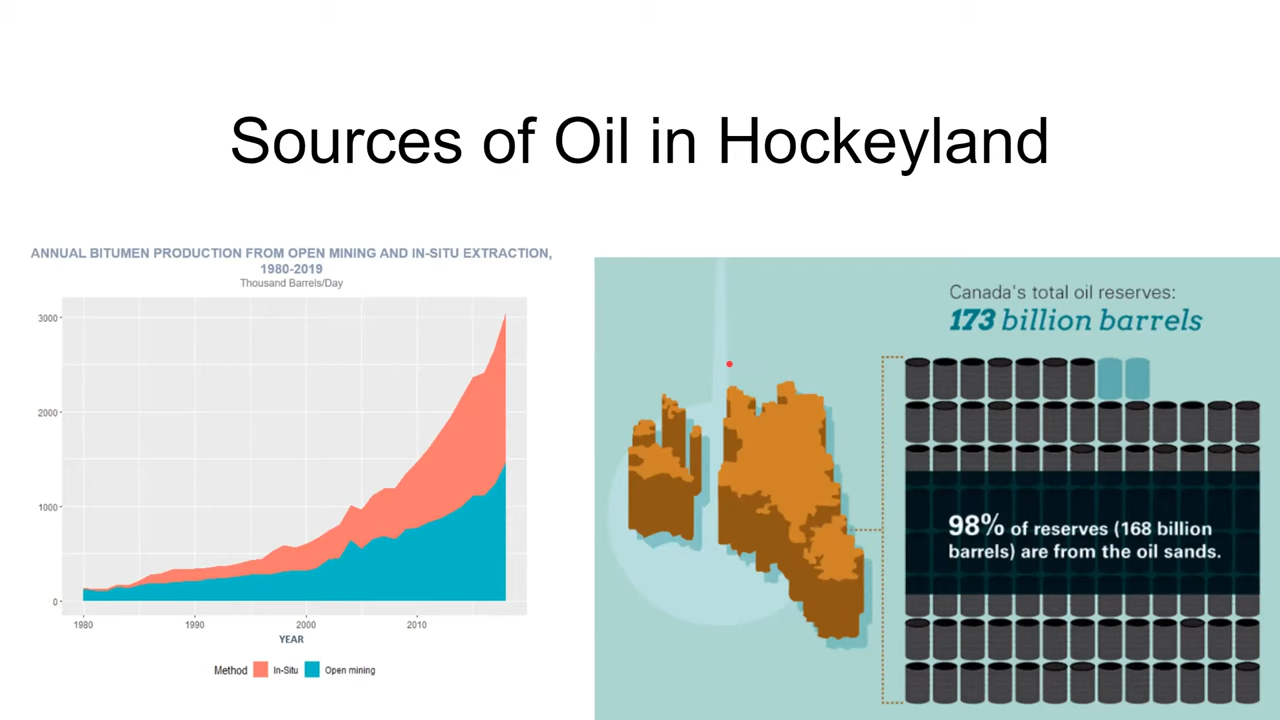 Sources of Oil in Hockeyland
ANNUAL BITUMEN PRODUCTION FROM OPEN MINING AND IN-SITU EXTRACTION,
1980-2019
Thousand Barrels/Day
3000
2000
1000
0
1980 1990 2000 2010
YEAR
Method In-Situ Open mining
Canada's total oil reserves:
173 billion barrels
98% of reserves (168 billion
barrels) are from the oil sands.